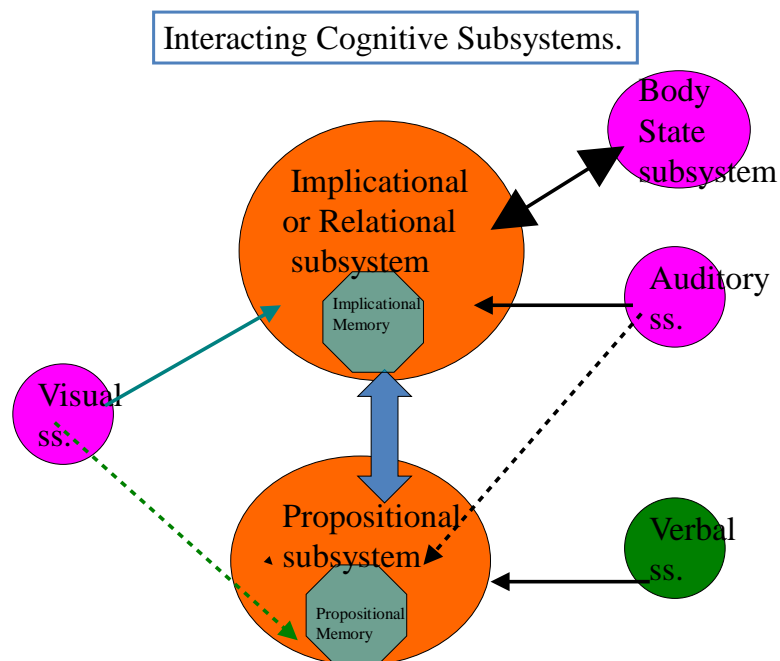 Interacting Cognitive Subsystems.
Body
State
subsystem
Implicational
or Relational
subsystem
Auditory
ss.
Implicational
Memory
Visual
ss.
Propositional
subsystem
Verbal
ss.
Propositional
Memory